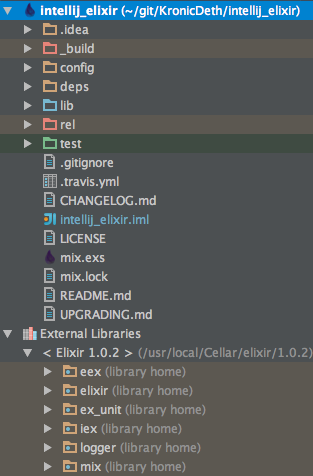 intellij_elixir (~/git/KronicDeth/intellij_elixir)
.idea
_build
config
deps
lib
rel
test
.gitignore
.travis.yml
CHANGELOG.md
intellij_elixir.iml
LICENSE
mix.exs
mix.lock
README.md
UPGRADING.md
External Libraries
< Elixir 1.0.2 > (/usr/local/Cellar/elixir/1.0.2)
eex (library home)
elixir (library home)
ex_unit (library home)
iex (library home)
logger (library home)
mix (library home)